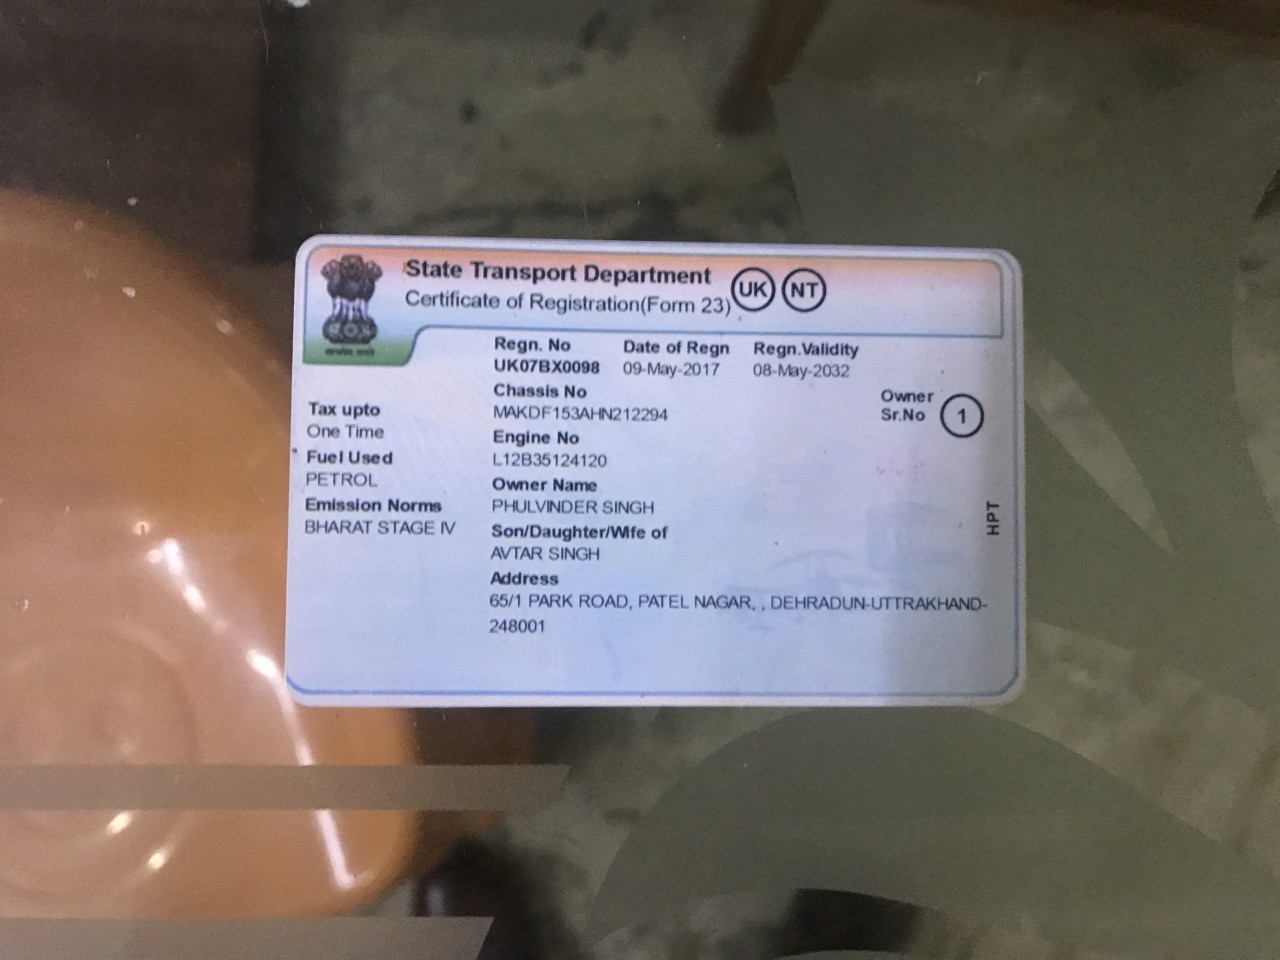 State Transport Department
Certificate of Registration(Form 23)
UK NT
Regn. No Date of Regn Regn.Validity
UK07BX0098 09-May-2017 08-May-2032
Chassis No
MAKDF153AHN212294
Owner
Sr.No 1
Tax upto
One Time
Engine No
L12B35124120
Fuel Used
PETROL
Owner Name
PHULVINDER SINGH
Emission Norms
BHARAT STAGE IV
Son/Daughter/Wife of
AVTAR SINGH
Address
65/1 PARK ROAD, PATEL NAGAR, , DEHRADUN-UTTRAKHAND-
248001
HPT